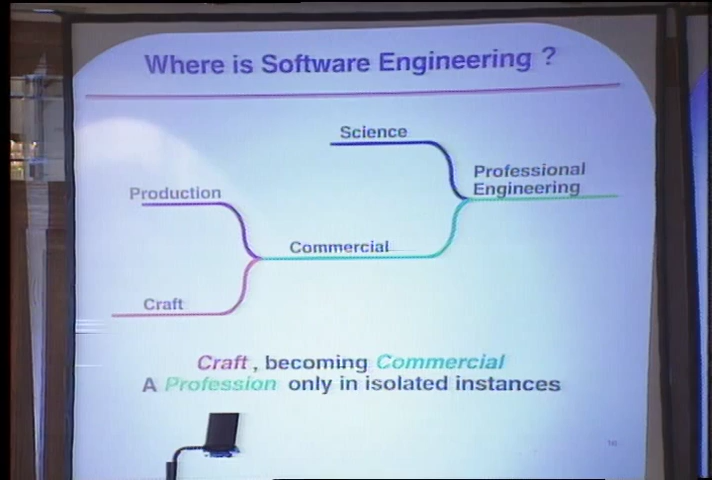 Where is Software Engineering ?
Science
Professional
Engineering
Production
Commercial
Craft
Craft , becoming Commercial
A Profession only in isolated instances